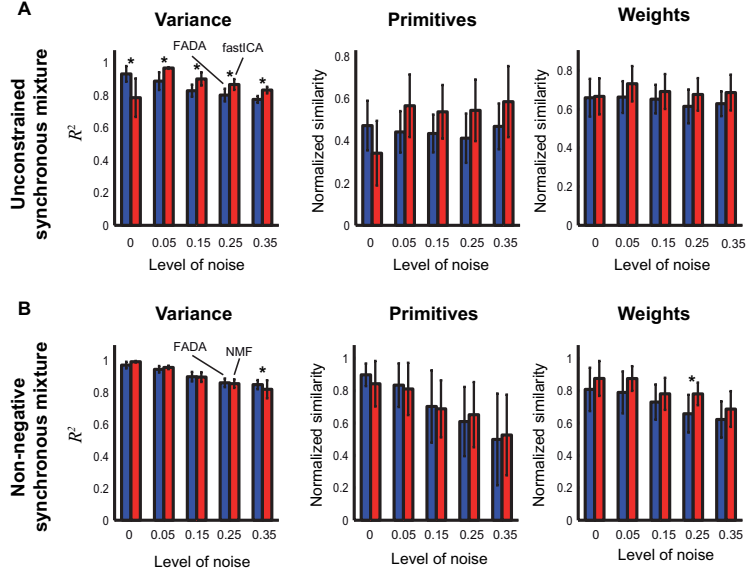 A
Variance
Primitives
Weights
Unconstrained
synchronous mixture
R²
1
0.8
0.6
0.4
0.2
0
FADA
fastICA
*
*
*
*
*
0
0.05
0.15
0.25
0.35
Level of noise
Normalized similarity
0.8
0.6
0.4
0.2
0
0
0.05
0.15
0.25
0.35
Level of noise
Normalized similarity
0.8
0.6
0.4
0.2
0
0
0.05
0.15
0.25
0.35
Level of noise
B
Variance
Primitives
Weights
Non-negative
synchronous mixture
R²
1
0.8
0.6
0.4
0.2
0
FADA
NMF
*
0
0.05
0.15
0.25
0.35
Level of noise
Normalized similarity
1
0.8
0.6
0.4
0.2
0
0
0.05
0.15
0.25
0.35
Level of noise
Normalized similarity
1
0.8
0.6
0.4
0.2
0
*
0
0.05
0.15
0.25
0.35
Level of noise